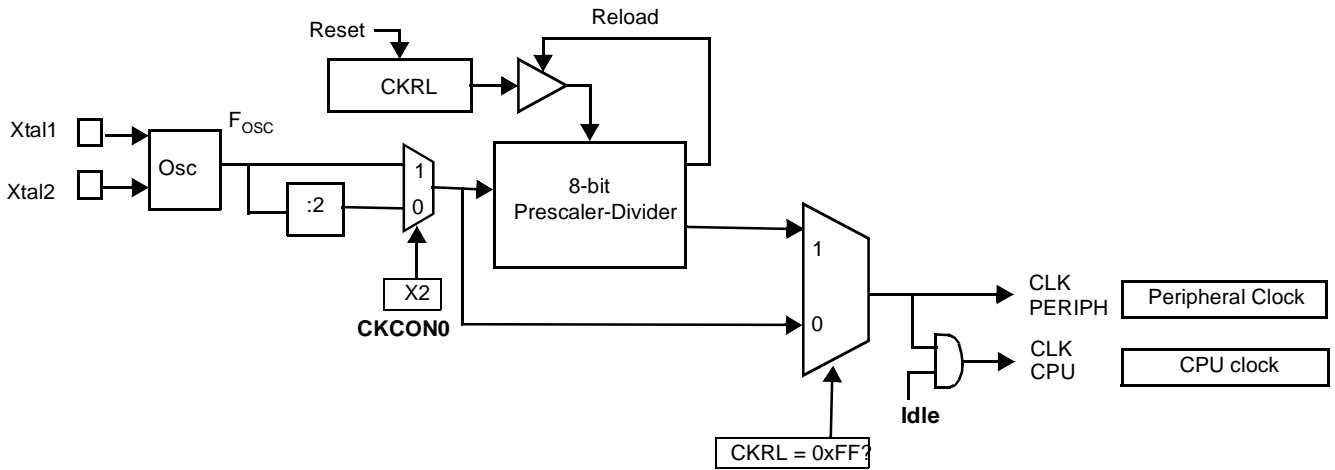 Reload
Reset
CKRL
Xtal1
Xtal2
Osc
FOSC
:2
1
0
X2
CKCON0
8-bit
Prescaler-Divider
1
0
CKRL = 0xFF?
CLK
PERIPH
Peripheral Clock
CLK
CPU
CPU clock
Idle